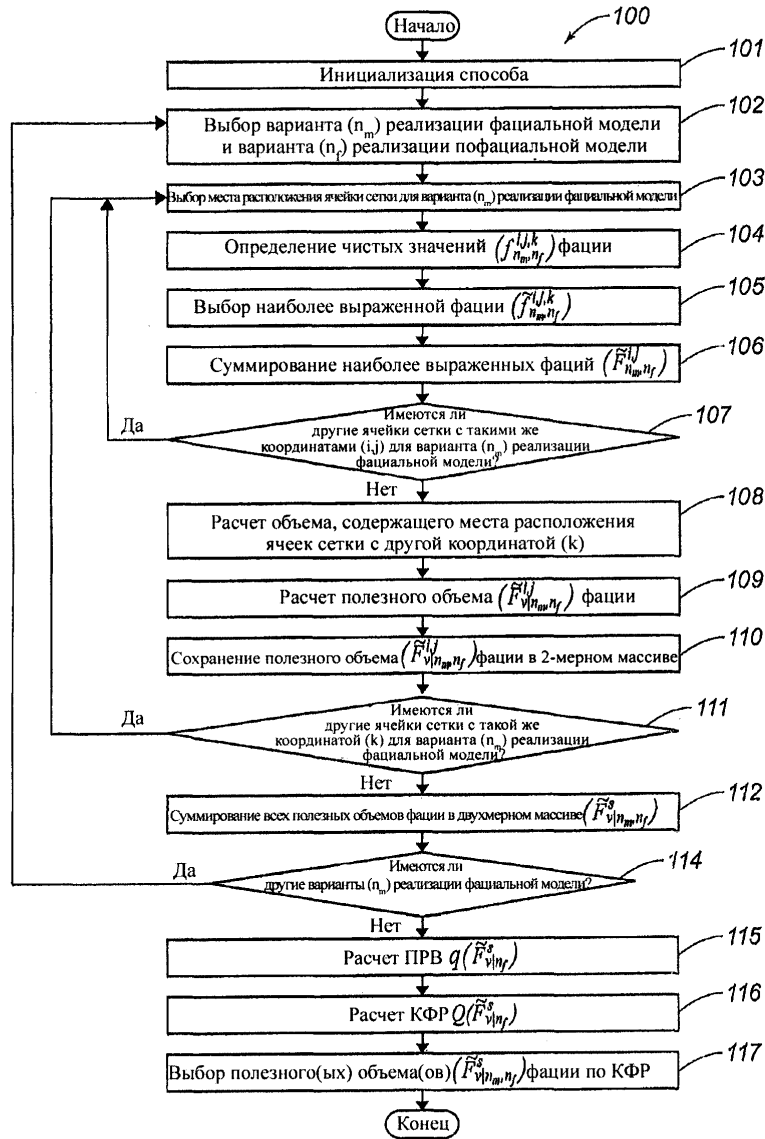 Начало
100
101
Инициализация способа
102
Выбор варианта (n_m) реализации фациальной модели
и варианта (n_f) реализации пофациальной модели
103
Выбор места расположения ячейки сетки для варианта (n_m) реализации фациальной модели
104
Определение чистых значений (f^{i,j,k}_{n_m,n_f}) фации
105
Выбор наиболее выраженной фации (f̃^{i,j,k}_{n_m,n_f})
106
Суммирование наиболее выраженных фаций (F̃^{i,j}_{n_m,n_f})
107
Да
Имеются ли
другие ячейки сетки с такими же
координатами (i,j) для варианта (n_m) реализации
фациальной модели?
Нет
108
Расчет объема, содержащего места расположения
ячеек сетки с другой координатой (k)
109
Расчет полезного объема (F̃^{i,j}_{v|n_m,n_f}) фации
110
Сохранение полезного объема (F̃^{i,j}_{v|n_m,n_f}) фации в 2-мерном массиве
111
Да
Имеются ли
другие ячейки сетки с такой же
координатой (k) для варианта (n_m) реализации
фациальной модели?
Нет
112
Суммирование всех полезных объемов фации в двухмерном массиве (F̃^s_{v|n_m,n_f})
114
Да
Имеются ли
другие варианты (n_m) реализации фациальной модели?
Нет
115
Расчет ПРВ q(F̃^s_{v|n_f})
116
Расчет КФР Q(F̃^s_{v|n_f})
117
Выбор полезного(ых) объема(ов) (F̃^s_{v|n_m,n_f}) фации по КФР
Конец